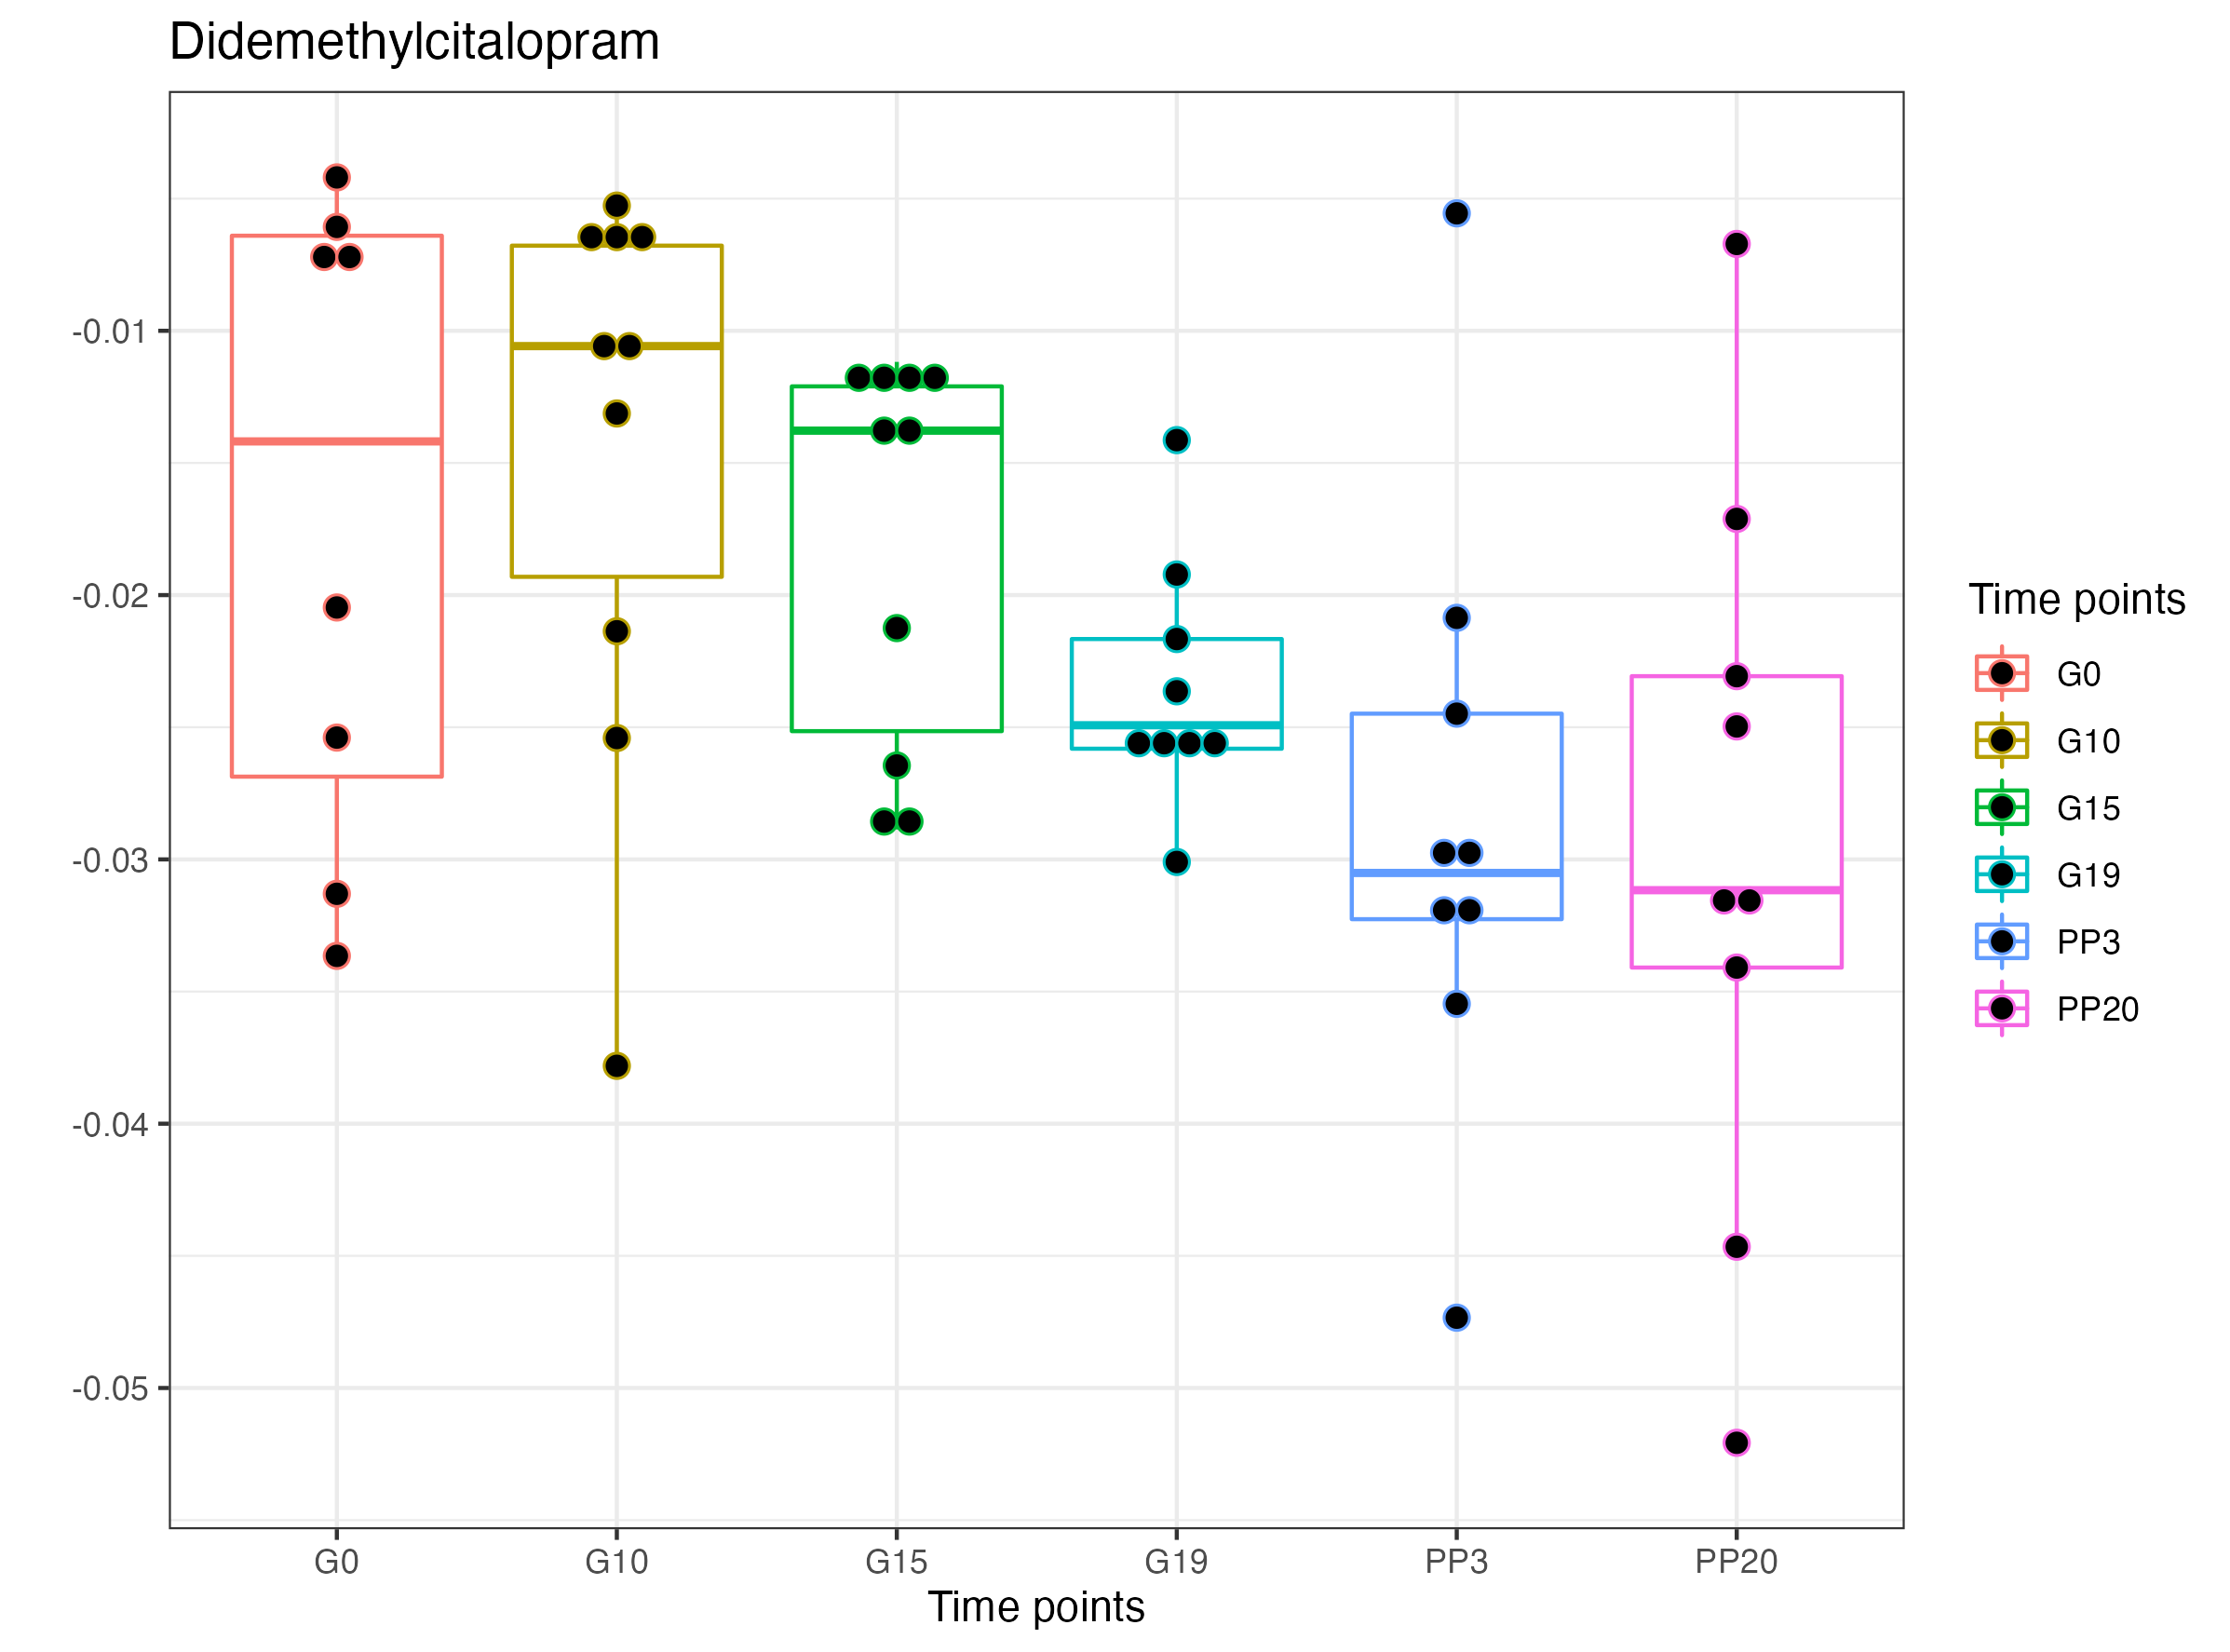 Didemethylcitalopram
-0.01
-0.02
-0.03
-0.04
-0.05
G0 G10 G15 G19 PP3 PP20
Time points
Time points
G0
G10
G15
G19
PP3
PP20